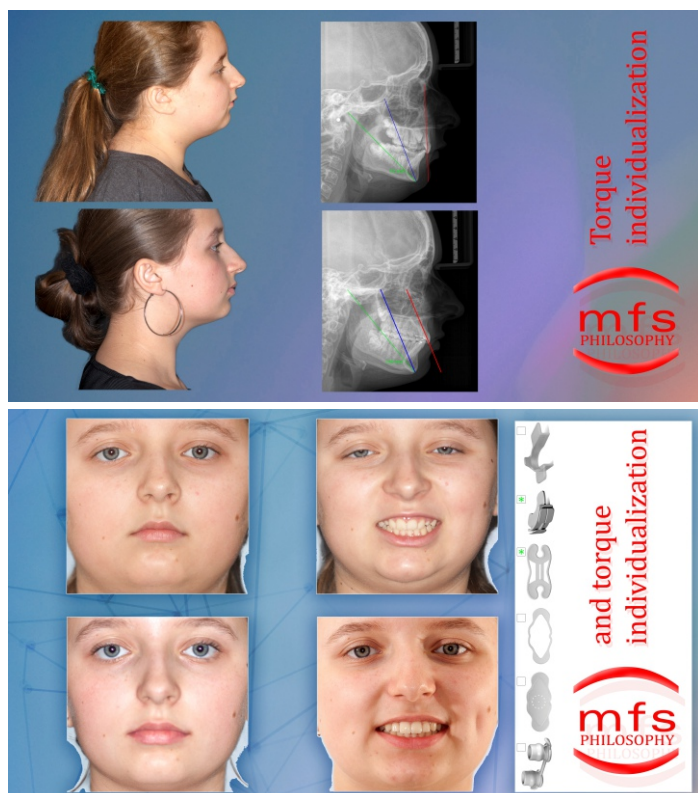 Torque
individualization
mfs
PHILOSOPHY
and torque
individualization
mfs
PHILOSOPHY